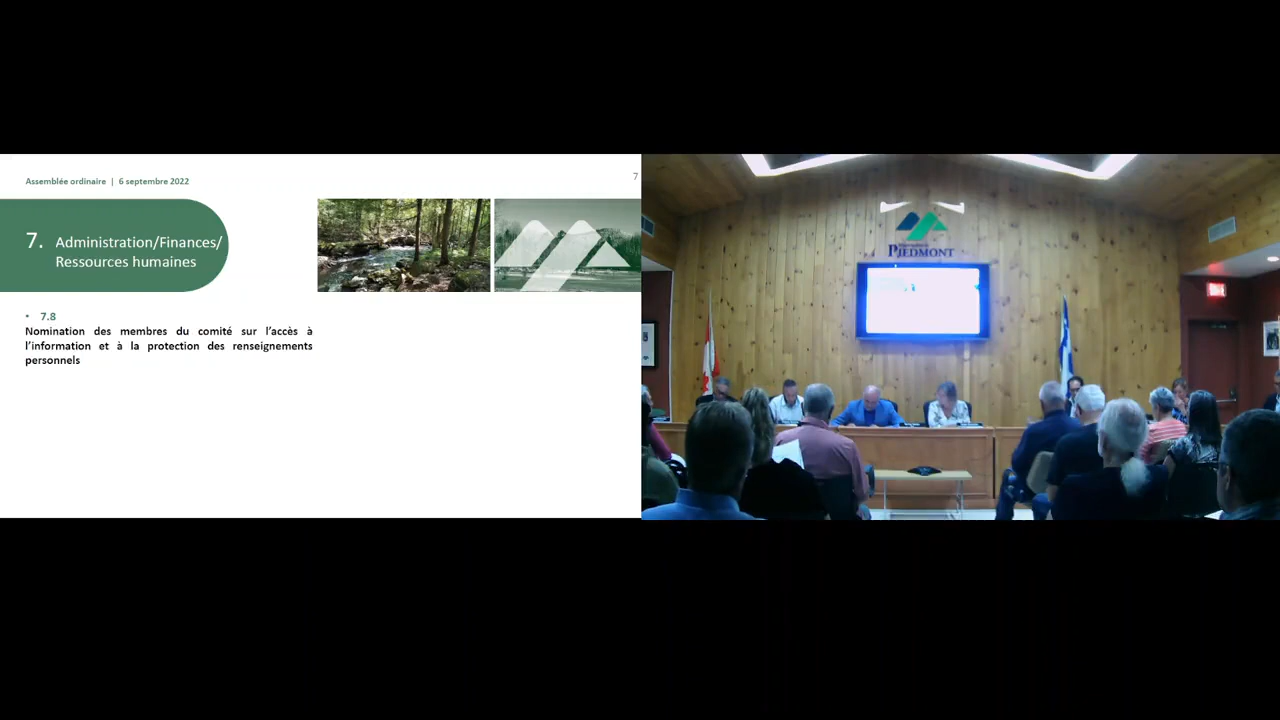 Assemblée ordinaire | 6 septembre 2022
7
7. Administration/Finances/
Ressources humaines
• 7.8
Nomination des membres du comité sur l'accès à
l'information et à la protection des renseignements
personnels
PIEDMONT